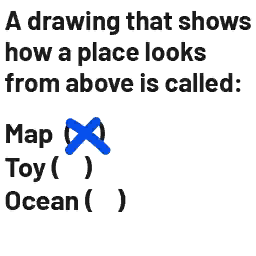 A drawing that shows
how a place looks
from above is called:
Map (X)
Toy ( )
Ocean ( )